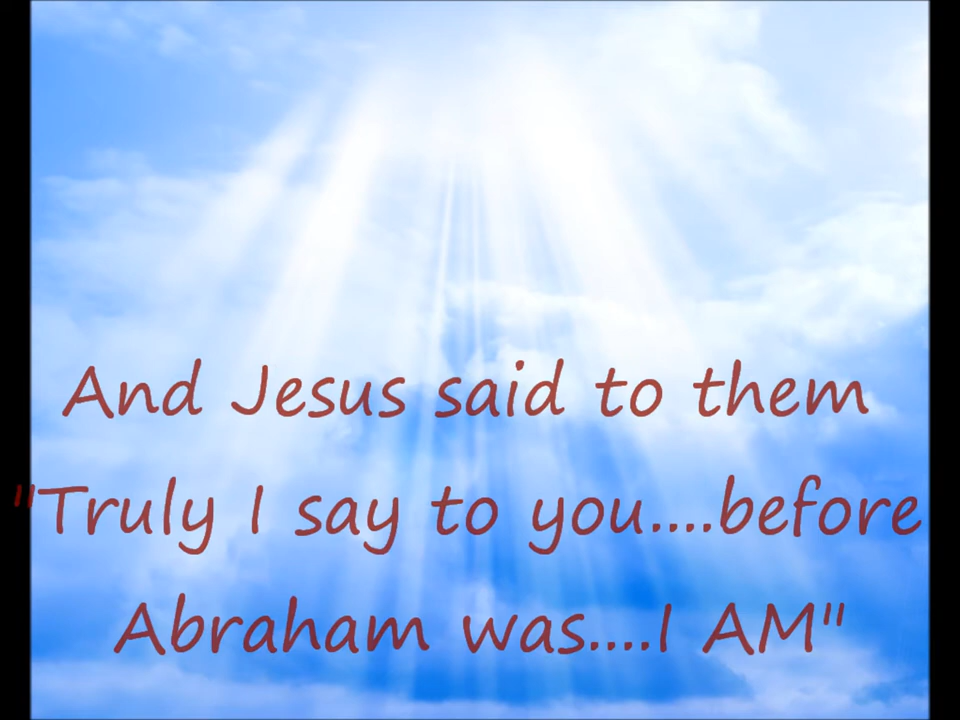 And Jesus said to them
"Truly I say to you....before
Abraham was....I AM"